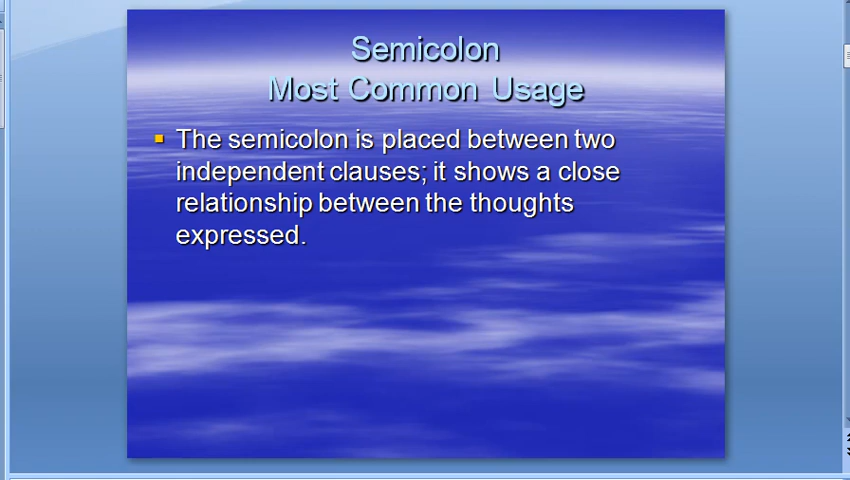 Semicolon
Most Common Usage
The semicolon is placed between two
independent clauses; it shows a close
relationship between the thoughts
expressed.